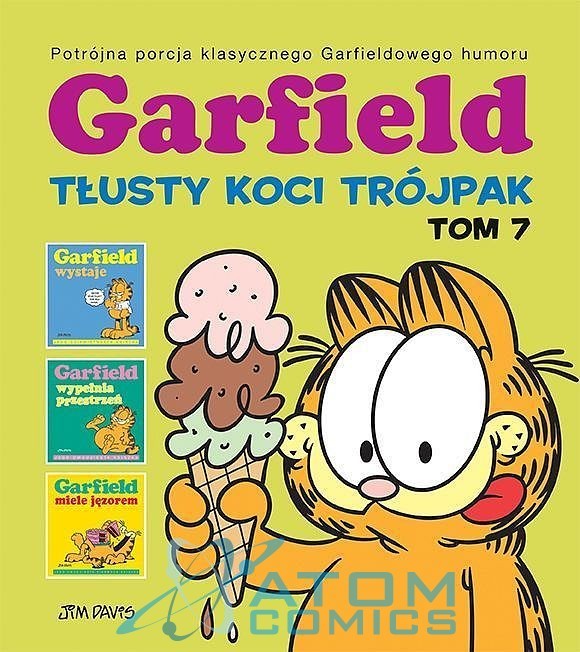 Potrójna porcja klasycznego Garfieldowego humoru
Garfield
TŁUSTY KOCI TRÓJPAK
TOM 7
Garfield
wystaje
Garfield
wypełnia
przestrzeń
Garfield
miele jęzorem
JIM DAVIS
ATOM
COMICS